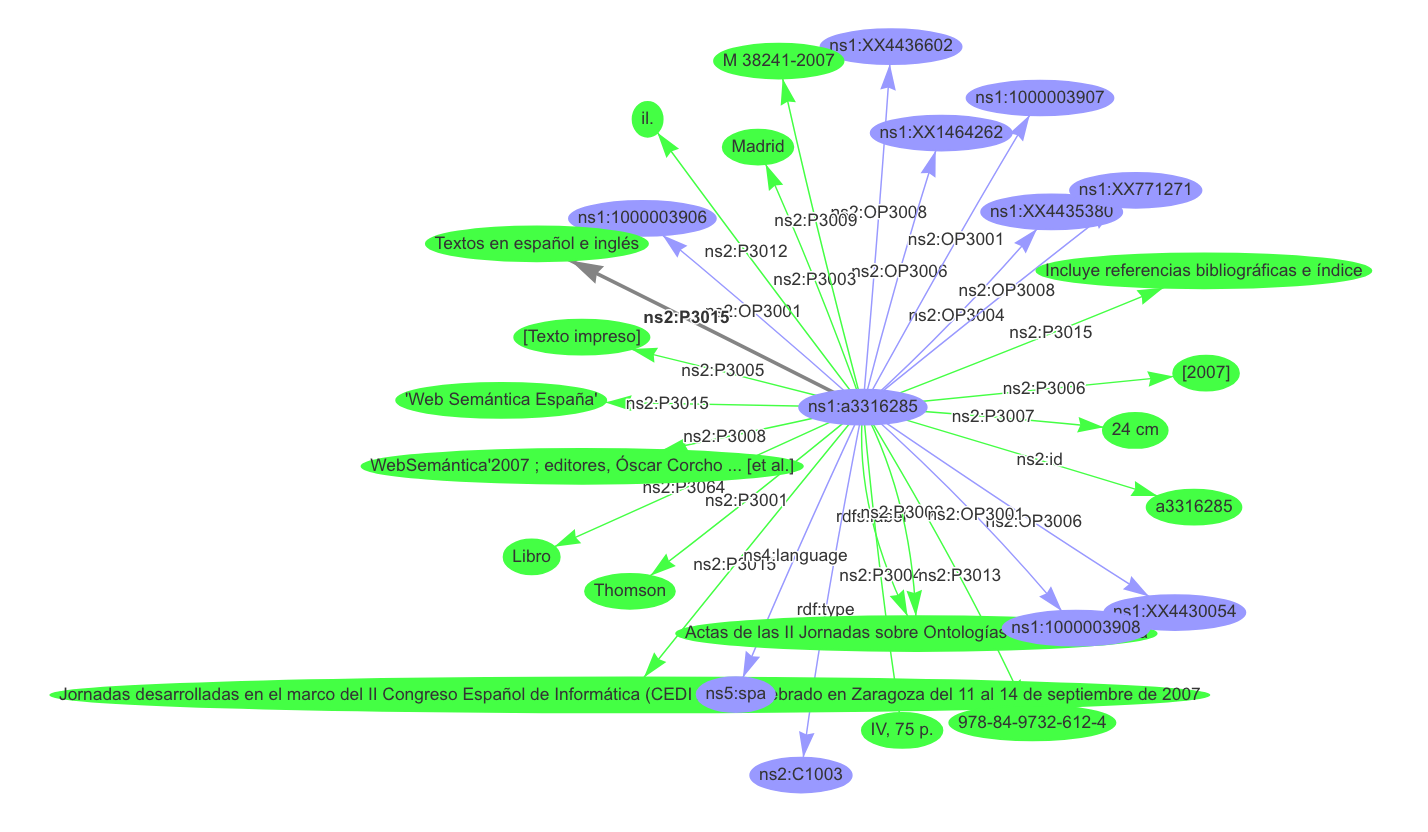 ns1:XX4436602
M 38241-2007
ns1:1000003907
il.
ns1:XX1464262
Madrid
ns1:XX771271
ns1:XX4435380
ns1:1000003906
ns2:P3009
ns2:OP3008
Textos en español e inglés
ns2:OP3001
ns2:P3012
Incluye referencias bibliográficas e índice
ns2:OP3006
ns2:P3003
ns2:OP3008
ns2:OP3001
ns2:P3015
ns2:OP3004
ns2:P3015
[Texto impreso]
ns2:P3005
[2007]
ns2:P3006
'Web Semántica España'
ns2:P3015
ns1:a3316285
ns2:P3007
24 cm
ns2:P3008
ns2:id
WebSemántica'2007 ; editores, Óscar Corcho ... [et al.]
ns2:P3064
ns2:P3001
a3316285
ns2:OP3001
ns2:OP3006
Libro
ns4:language
ns2:P3015
ns2:P3004
ns2:P3013
Thomson
rdf:type
ns1:XX4430054
ns1:1000003908
Actas de las II Jornadas sobre Ontologías
Jornadas desarrolladas en el marco del II Congreso Español de Informática (CEDI
ns5:spa
en Zaragoza del 11 al 14 de septiembre de 2007
978-84-9732-612-4
IV, 75 p.
ns2:C1003